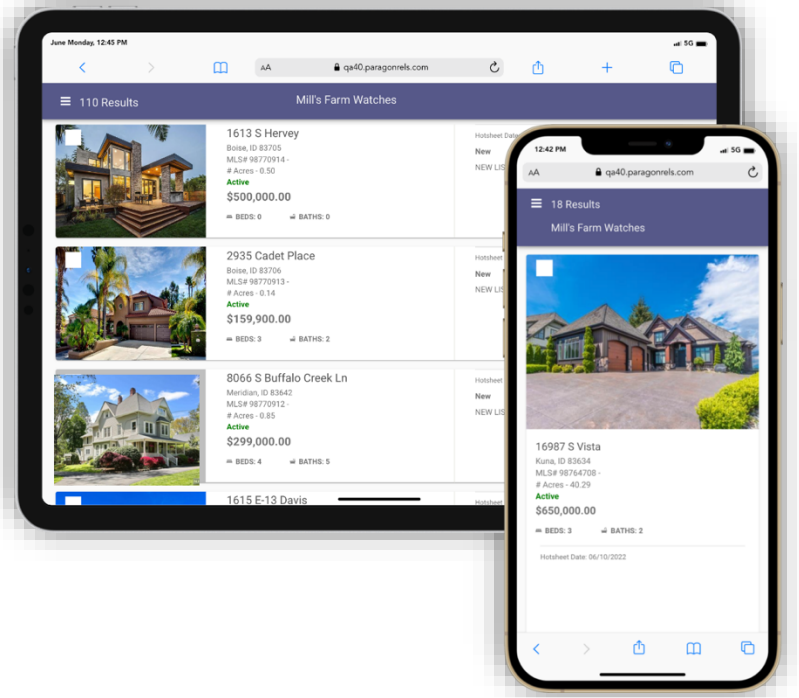 June Monday, 12:45 PM
5G
AA
qa40.paragonrels.com
110 Results
Mill's Farm Watches
1613 S Hervey
Boise, ID 83705
MLS# 98770914 -
# Acres - 0.50
Active
$500,000.00
BEDS: 0
BATHS: 0
Hotsheet Date
New
NEW LIS
2935 Cadet Place
Boise, ID 83706
MLS# 98770913 -
# Acres - 0.14
Active
$159,900.00
BEDS: 3
BATHS: 2
Hotsheet
New
NEW LIS
8066 S Buffalo Creek Ln
Meridian, ID 83642
MLS# 98770912 -
# Acres - 0.85
Active
$299,000.00
BEDS: 4
BATHS: 5
Hotsheet
New
NEW LIS
1615 E-13 Davis
Hotsheet
12:42 PM
5G
AA
qa40.paragonrels.com
18 Results
Mill's Farm Watches
16987 S Vista
Kuna, ID 83634
MLS# 98764708 -
# Acres - 40.29
Active
$650,000.00
BEDS: 3
BATHS: 2
Hotsheet Date: 06/10/2022